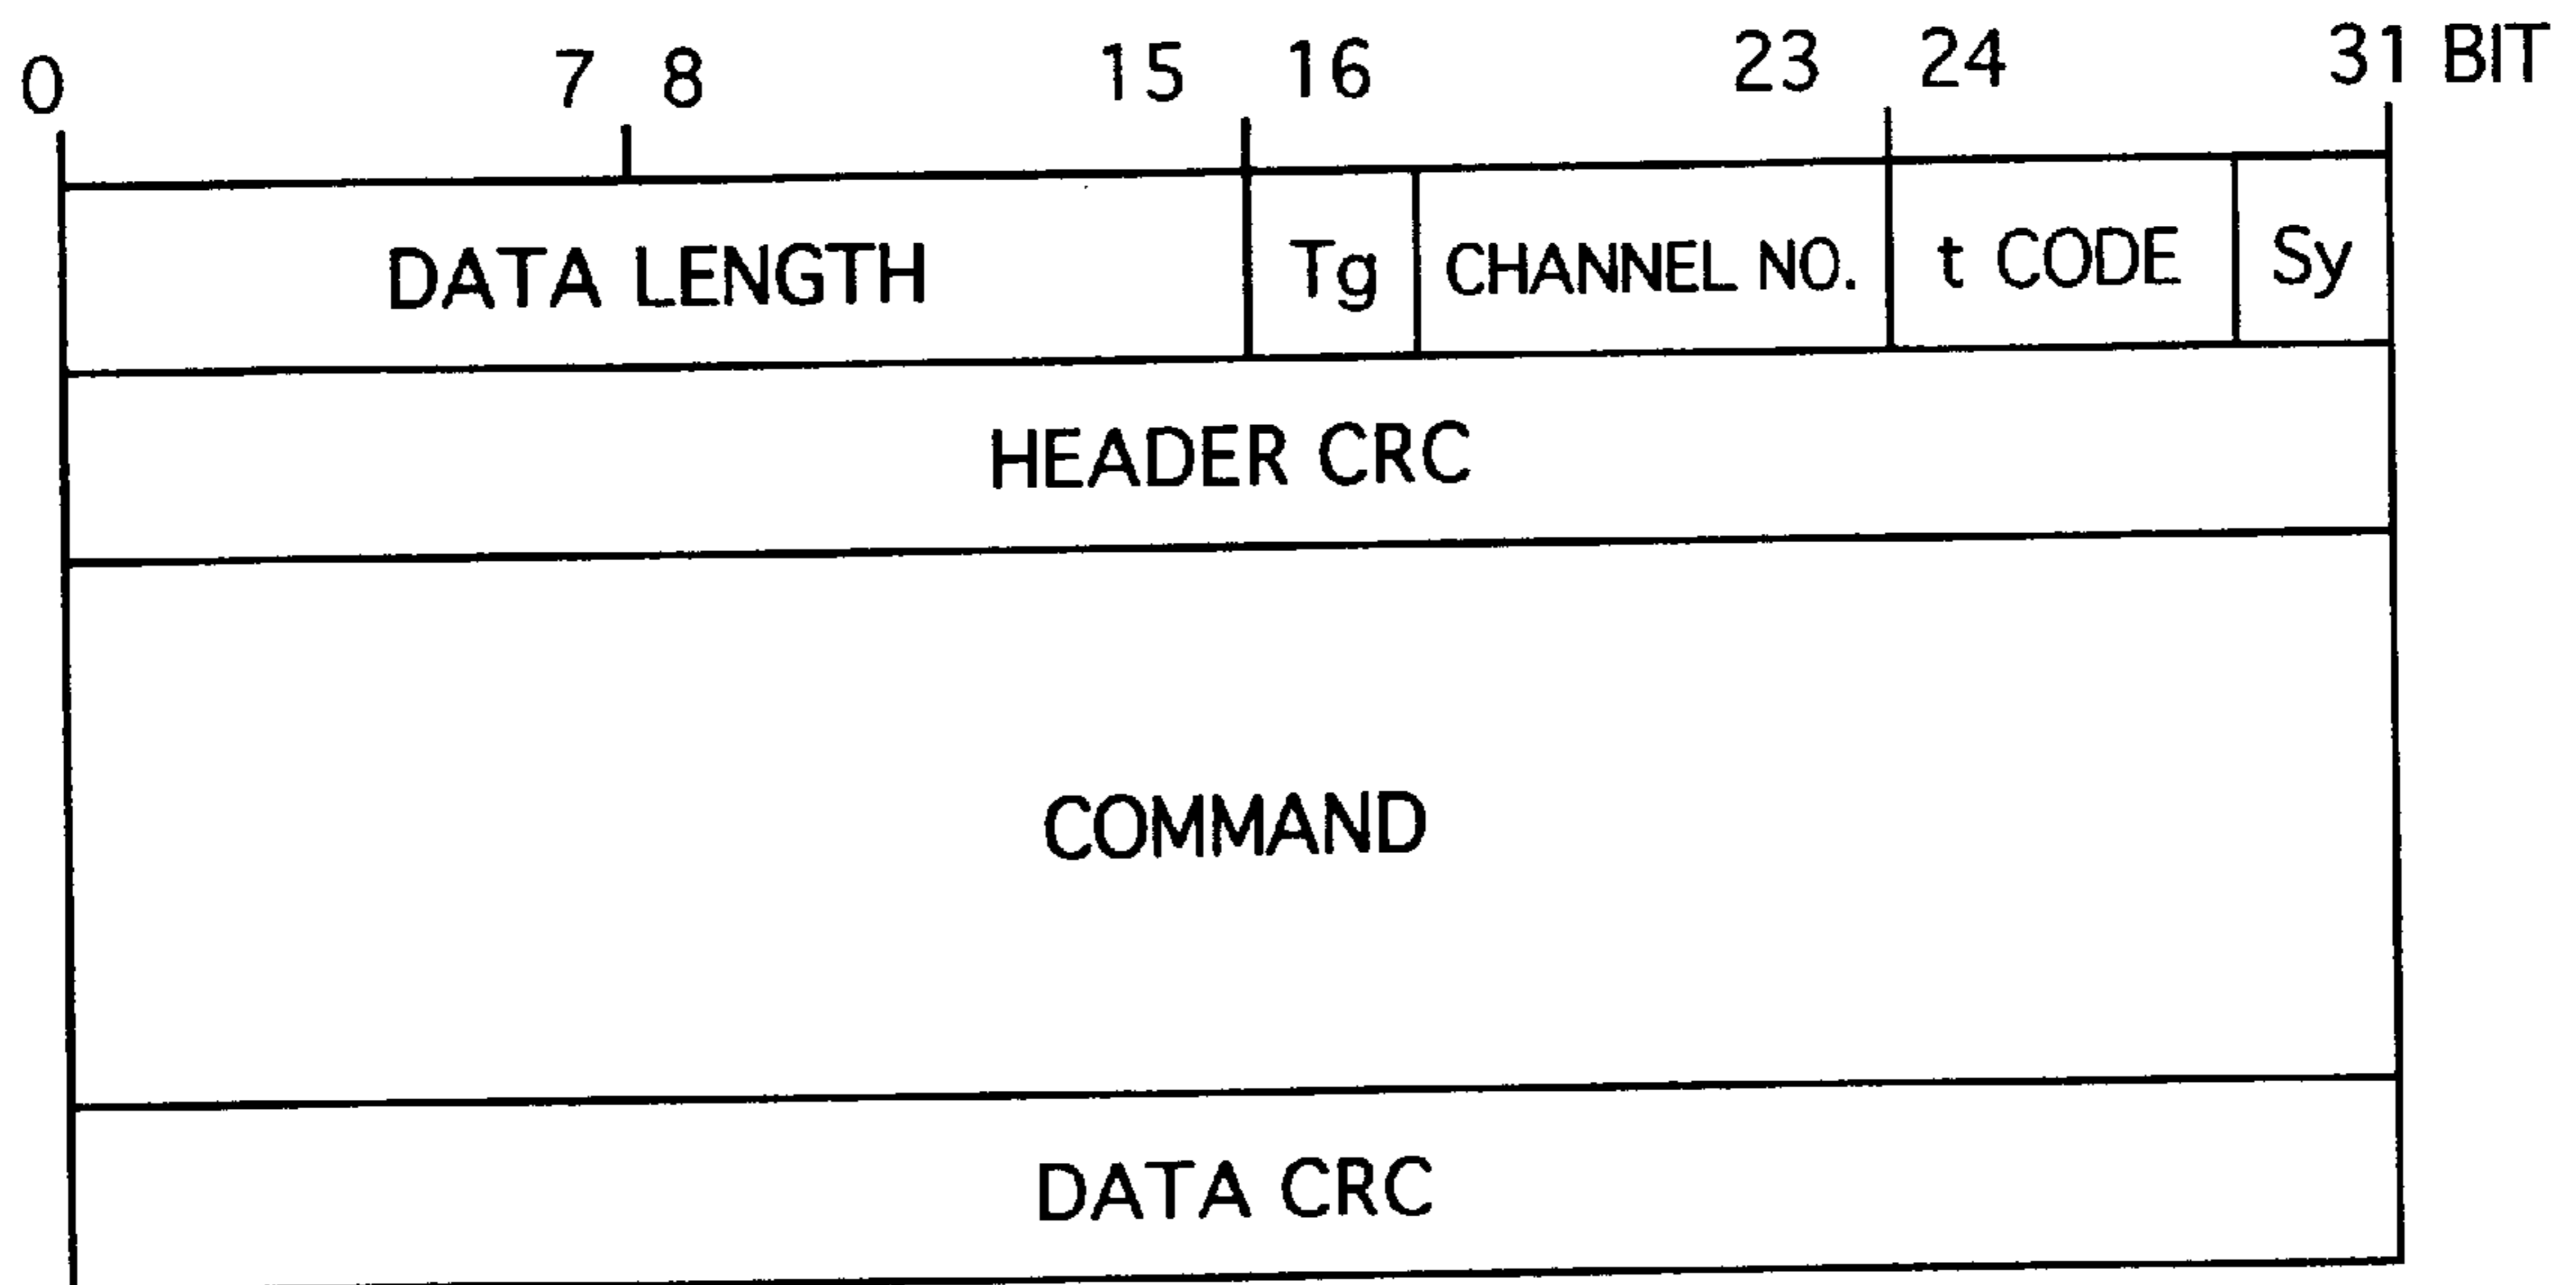 0 7 8 15 16 23 24 31 BIT
DATA LENGTH Tg CHANNEL NO. t CODE Sy
HEADER CRC
COMMAND
DATA CRC